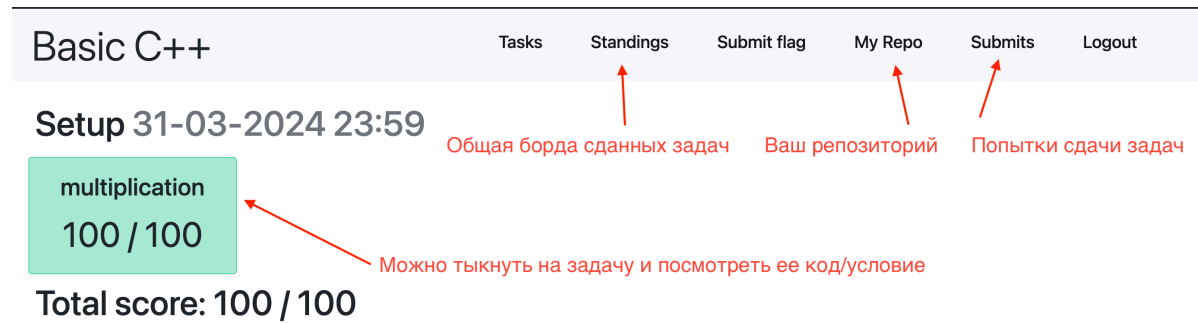 Basic C++
Tasks Standings Submit flag My Repo Submits Logout
Setup 31-03-2024 23:59
Общая борда сданных задач Ваш репозиторий Попытки сдачи задач
multiplication
100 / 100
Можно тыкнуть на задачу и посмотреть ее код/условие
Total score: 100 / 100